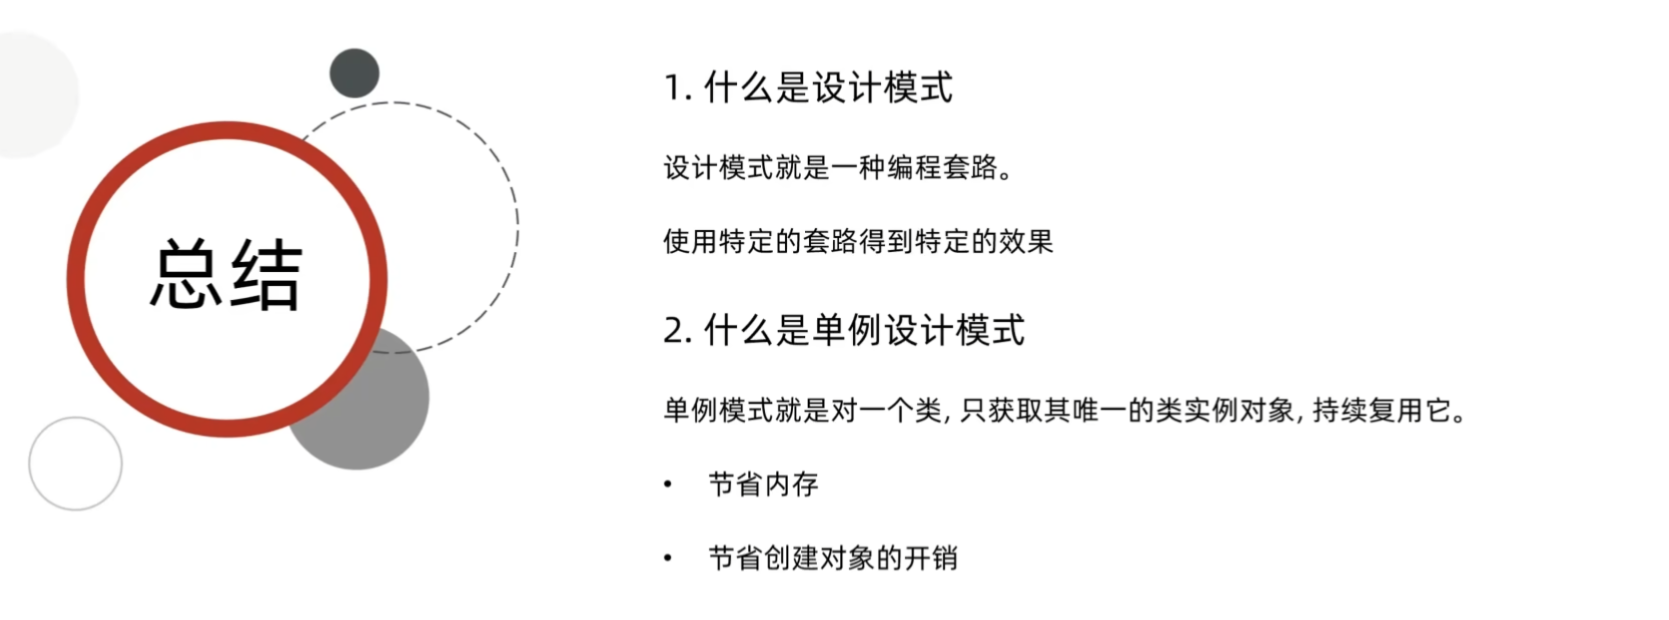 总结
1. 什么是设计模式
设计模式就是一种编程套路。
使用特定的套路得到特定的效果
2. 什么是单例设计模式
单例模式就是对一个类, 只获取其唯一的类实例对象, 持续复用它。
• 节省内存
• 节省创建对象的开销